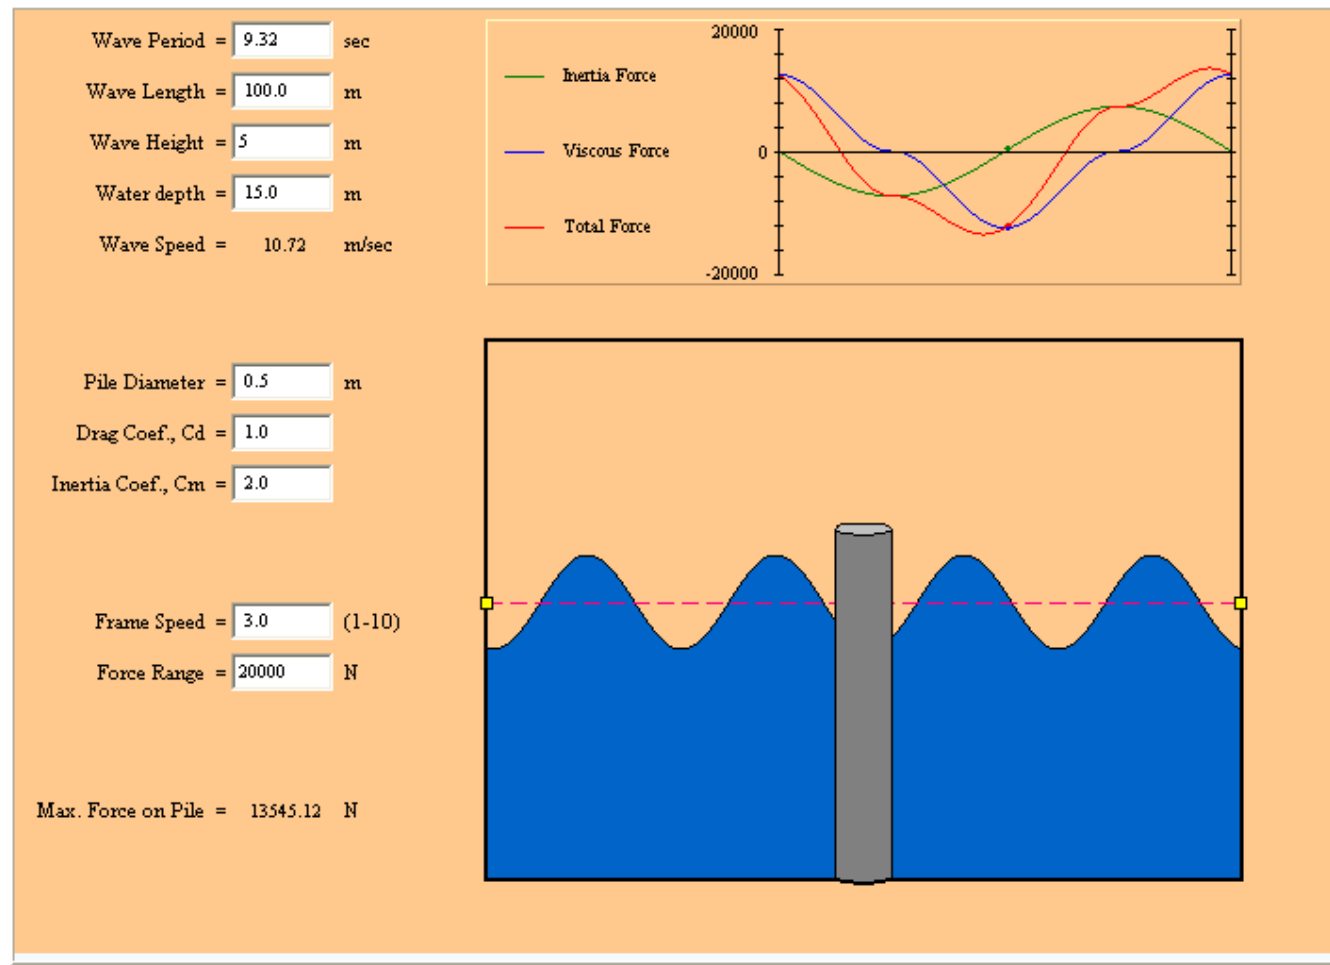 Wave Period = 9.32 sec
Wave Length = 100.0 m
Wave Height = 5 m
Water depth = 15.0 m
Wave Speed = 10.72 m/sec
20000
Inertia Force
Viscous Force
0
Total Force
-20000
Pile Diameter = 0.5 m
Drag Coef., Cd = 1.0
Inertia Coef., Cm = 2.0
Frame Speed = 3.0 (1-10)
Force Range = 20000 N
Max. Force on Pile = 13545.12 N